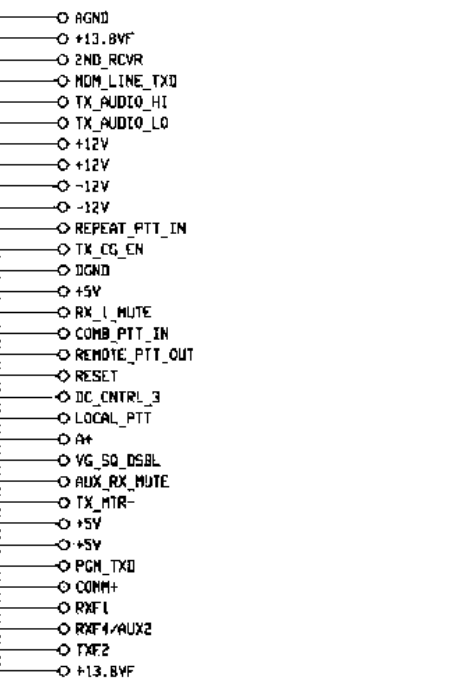 AGND
+13.8VF
2ND_RCVR
MDM_LINE_TXD
TX_AUDIO_HI
TX_AUDIO_LO
+12V
+12V
-12V
-12V
REPEAT_PTT_IN
TX_CG_EN
DGND
+5V
RX_1_MUTE
COMB_PTT_IN
REMOTE_PTT_OUT
RESET
DC_CNTRL_3
LOCAL_PTT
A+
VG_SQ_DSBL
AUX_RX_MUTE
TX_MTR-
+5V
+5V
PGM_TXD
COMM+
RXF1
RXF4/AUX2
TXF2
+13.8VF